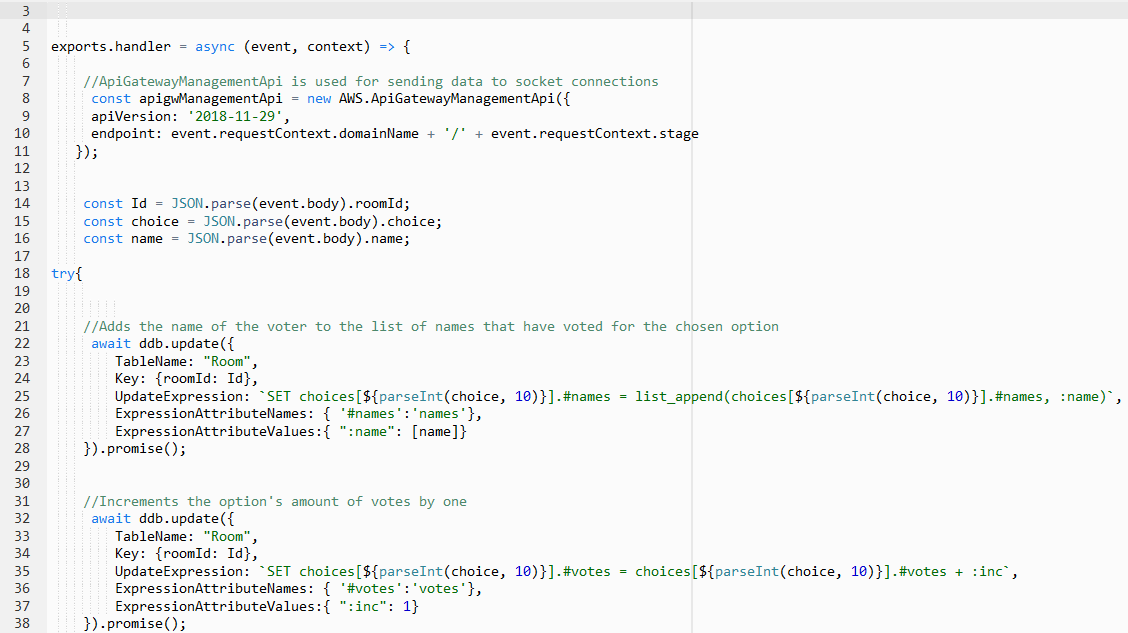 3
4
5 exports.handler = async (event, context) => {
6
7 //ApiGatewayManagementApi is used for sending data to socket connections
8 const apigwManagementApi = new AWS.ApiGatewayManagementApi({
9 apiVersion: '2018-11-29',
10 endpoint: event.requestContext.domainName + '/' + event.requestContext.stage
11 });
12
13
14 const Id = JSON.parse(event.body).roomId;
15 const choice = JSON.parse(event.body).choice;
16 const name = JSON.parse(event.body).name;
17
18 try{
19
20
21 //Adds the name of the voter to the list of names that have voted for the chosen option
22 await ddb.update({
23 TableName: "Room",
24 Key: {roomId: Id},
25 UpdateExpression: `SET choices[${parseInt(choice, 10)}].#names = list_append(choices[${parseInt(choice, 10)}].#names, :name)`,
26 ExpressionAttributeNames: { '#names':'names'},
27 ExpressionAttributeValues:{ ":name": [name]}
28 }).promise();
29
30
31 //Increments the option's amount of votes by one
32 await ddb.update({
33 TableName: "Room",
34 Key: {roomId: Id},
35 UpdateExpression: `SET choices[${parseInt(choice, 10)}].#votes = choices[${parseInt(choice, 10)}].#votes + :inc`,
36 ExpressionAttributeNames: { '#votes':'votes'},
37 ExpressionAttributeValues:{ ":inc": 1}
38 }).promise();